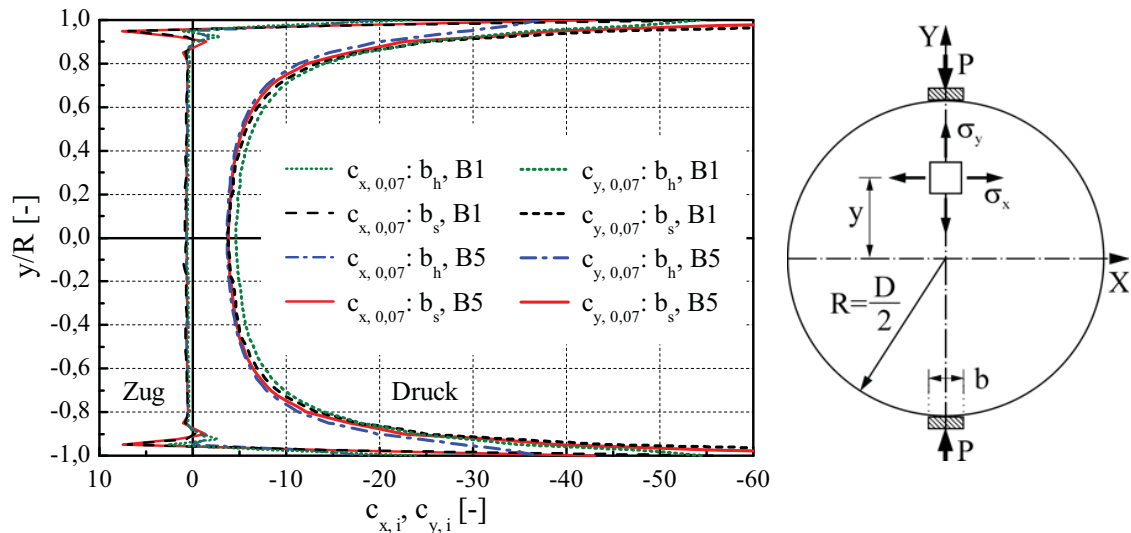 1,0
0,8
0,6
0,4
0,2
0,0
-0,2
-0,4
-0,6
-0,8
-1,0
y/R [-]
10 0 -10 -20 -30 -40 -50 -60
c_x, i, c_y, i [-]
Zug Druck
c_x, 0,07: b_h, B1
c_x, 0,07: b_s, B1
c_x, 0,07: b_h, B5
c_x, 0,07: b_s, B5
c_y, 0,07: b_h, B1
c_y, 0,07: b_s, B1
c_y, 0,07: b_h, B5
c_y, 0,07: b_s, B5
Y
P
σ_y
σ_x
y
X
R=D/2
b
P